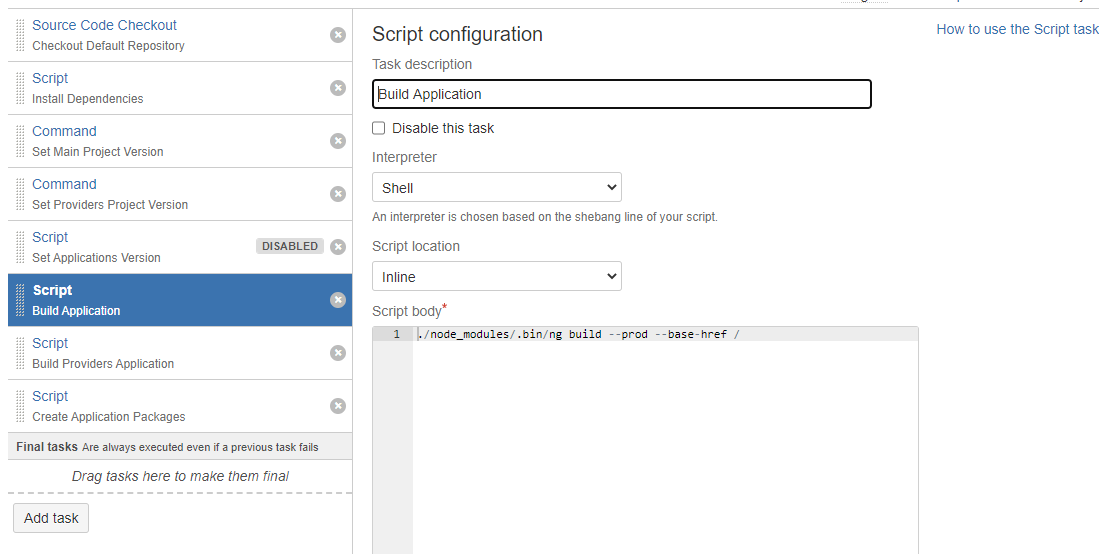 Source Code Checkout
Checkout Default Repository
Script
Install Dependencies
Command
Set Main Project Version
Command
Set Providers Project Version
Script
DISABLED
Set Applications Version
Script
Build Application
Script
Build Providers Application
Script
Create Application Packages
Final tasks Are always executed even if a previous task fails
Drag tasks here to make them final
Add task
Script configuration
How to use the Script task
Task description
Build Application
Disable this task
Interpreter
Shell
An interpreter is chosen based on the shebang line of your script.
Script location
Inline
Script body*
1 ./node_modules/.bin/ng build --prod --base-href /